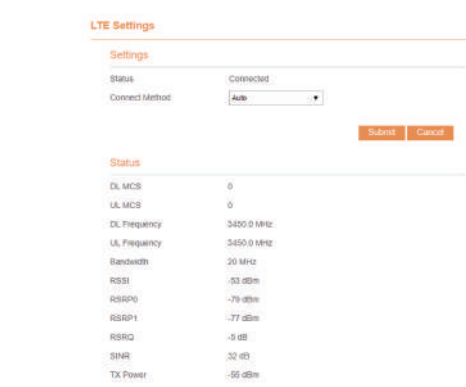 LTE Settings
Settings
Status Connected
Connect Method Auto
Submit Cancel
Status
DL MCS 0
UL MCS 0
DL Frequency 3450.0 MHz
UL Frequency 3450.0 MHz
Bandwidth 20 MHz
RSSI -53 dBm
RSRP0 -79 dBm
RSRP1 -77 dBm
RSRQ -5 dB
SINR 32 dB
TX Power -56 dBm